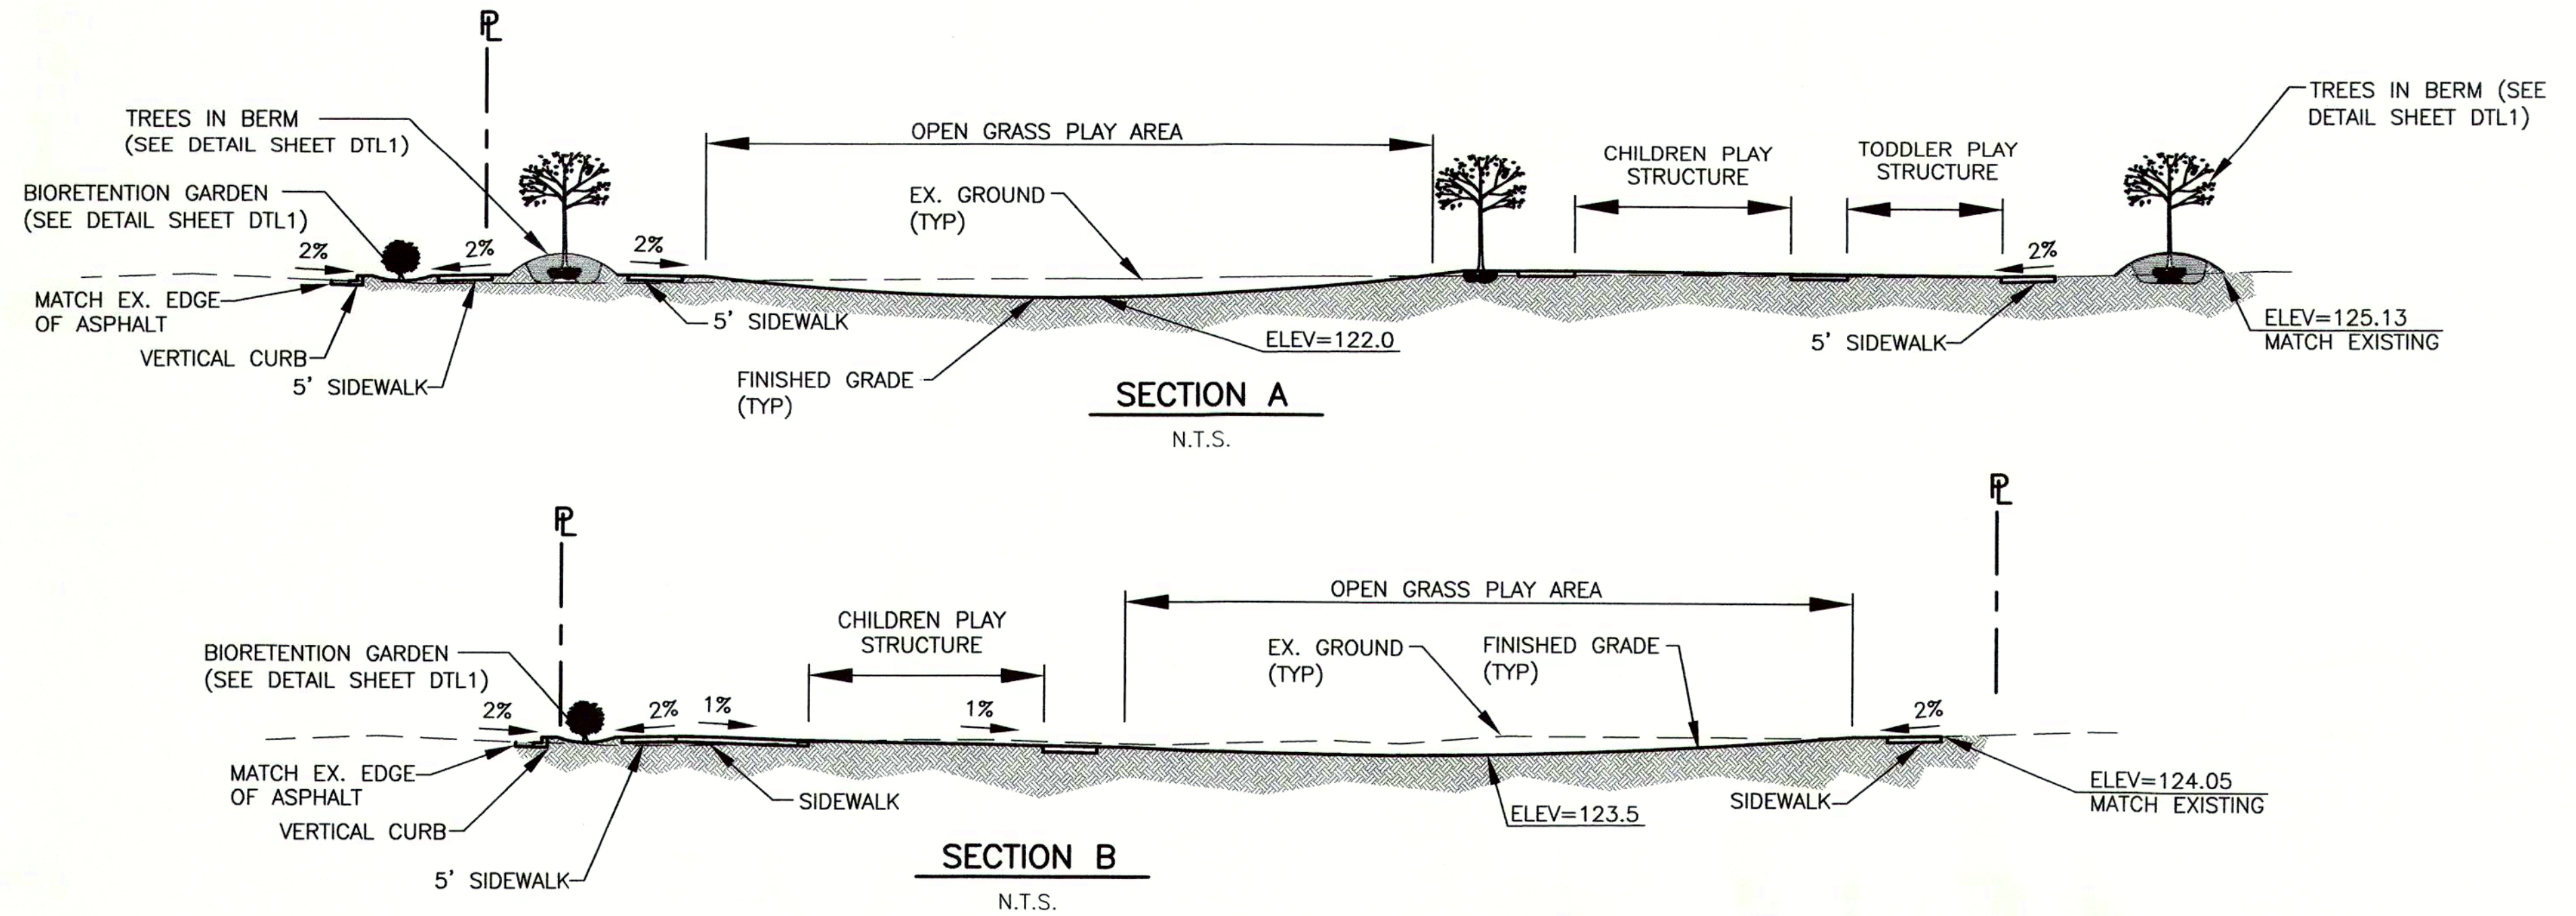 PL
TREES IN BERM
(SEE DETAIL SHEET DTL1)
BIORETENTION GARDEN
(SEE DETAIL SHEET DTL1)
2%
2%
2%
MATCH EX. EDGE
OF ASPHALT
VERTICAL CURB
5' SIDEWALK
OPEN GRASS PLAY AREA
EX. GROUND
(TYP)
5' SIDEWALK
FINISHED GRADE
(TYP)
ELEV=122.0
CHILDREN PLAY
STRUCTURE
TODDLER PLAY
STRUCTURE
TREES IN BERM (SEE
DETAIL SHEET DTL1)
2%
5' SIDEWALK
ELEV=125.13
MATCH EXISTING
SECTION A
N.T.S.
PL
BIORETENTION GARDEN
(SEE DETAIL SHEET DTL1)
2%
2%
1%
MATCH EX. EDGE
OF ASPHALT
VERTICAL CURB
5' SIDEWALK
SIDEWALK
CHILDREN PLAY
STRUCTURE
1%
OPEN GRASS PLAY AREA
EX. GROUND
(TYP)
FINISHED GRADE
(TYP)
ELEV=123.5
PL
2%
SIDEWALK
ELEV=124.05
MATCH EXISTING
SECTION B
N.T.S.